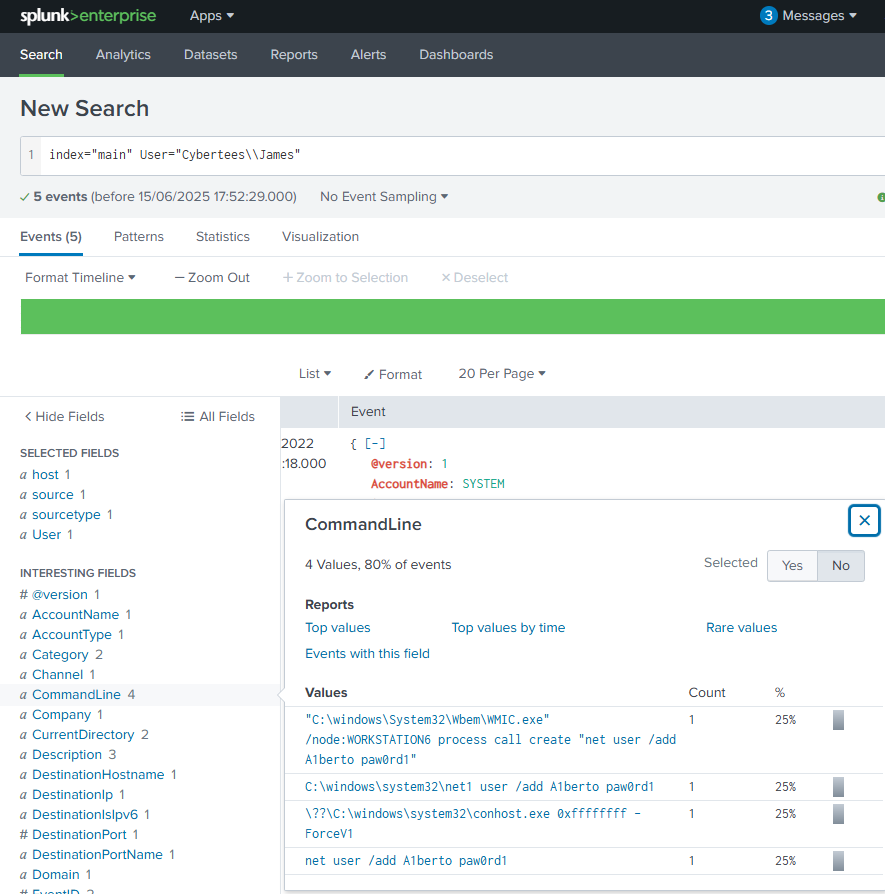 splunk>enterprise Apps 3 Messages
Search Analytics Datasets Reports Alerts Dashboards
New Search
1 index="main" User="Cybertees\\James"
5 events (before 15/06/2025 17:52:29.000) No Event Sampling
Events (5) Patterns Statistics Visualization
Format Timeline — Zoom Out + Zoom to Selection × Deselect
List Format 20 Per Page
< Hide Fields All Fields
Event
SELECTED FIELDS
a host 1
a source 1
a sourcetype 1
a User 1
2022 { [-]
:18.000 @version: 1
AccountName: SYSTEM
INTERESTING FIELDS
# @version 1
a AccountName 1
a AccountType 1
a Category 2
a Channel 1
a CommandLine 4
a Company 1
a CurrentDirectory 2
a Description 3
a DestinationHostname 1
a DestinationIp 1
a DestinationIsIpv6 1
# DestinationPort 1
a DestinationPortName 1
a Domain 1
# EventID 2
CommandLine
4 Values, 80% of events Selected Yes No
Reports
Top values Top values by time Rare values
Events with this field
Values Count %
"C:\windows\System32\Wbem\WMIC.exe" 1 25%
/node:WORKSTATION6 process call create "net user /add
A1berto paw0rd1"
C:\windows\system32\net1 user /add A1berto paw0rd1 1 25%
\??\C:\windows\system32\conhost.exe 0xffffffff - 1 25%
ForceV1
net user /add A1berto paw0rd1 1 25%